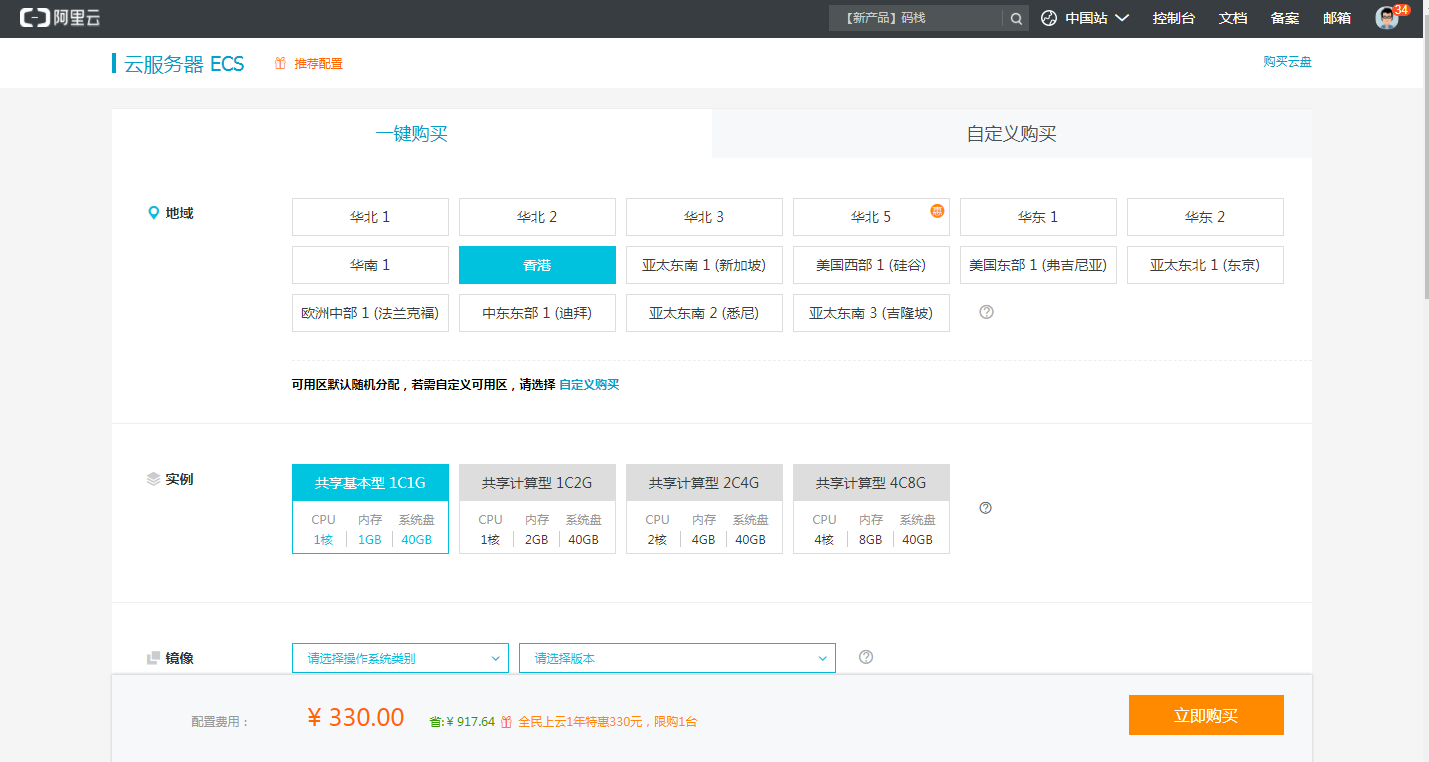 阿里云 【新产品】码栈 中国站 控制台 文档 备案 邮箱 34
云服务器 ECS 推荐配置 购买云盘
一键购买 自定义购买
地域 华北 1 华北 2 华北 3 华北 5 惠 华东 1 华东 2
华南 1 香港 亚太东南 1 (新加坡) 美国西部 1 (硅谷) 美国东部 1 (弗吉尼亚) 亚太东北 1 (东京)
欧洲中部 1 (法兰克福) 中东东部 1 (迪拜) 亚太东南 2 (悉尼) 亚太东南 3 (吉隆坡) ?
可用区默认随机分配，若需自定义可用区，请选择 自定义购买
实例 共享基本型 1C1G 共享计算型 1C2G 共享计算型 2C4G 共享计算型 4C8G ?
CPU 内存 系统盘 CPU 内存 系统盘 CPU 内存 系统盘 CPU 内存 系统盘
1核 1GB 40GB 1核 2GB 40GB 2核 4GB 40GB 4核 8GB 40GB
镜像 请选择操作系统类别 请选择版本 ?
配置费用： ¥ 330.00 省:¥ 917.64 全民上云1年特惠330元，限购1台 立即购买